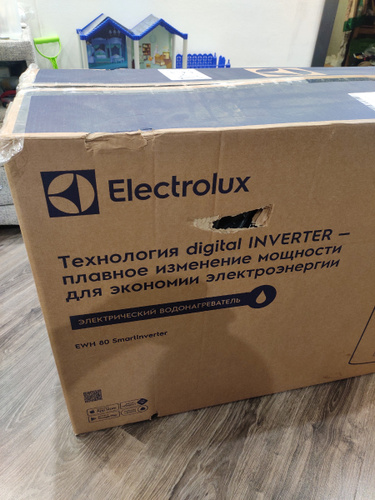 Electrolux
Технология digital INVERTER –
плавное изменение мощности
для экономии электроэнергии
ЭЛЕКТРИЧЕСКИЙ ВОДОНАГРЕВАТЕЛЬ
EWH 80 SmartInverter